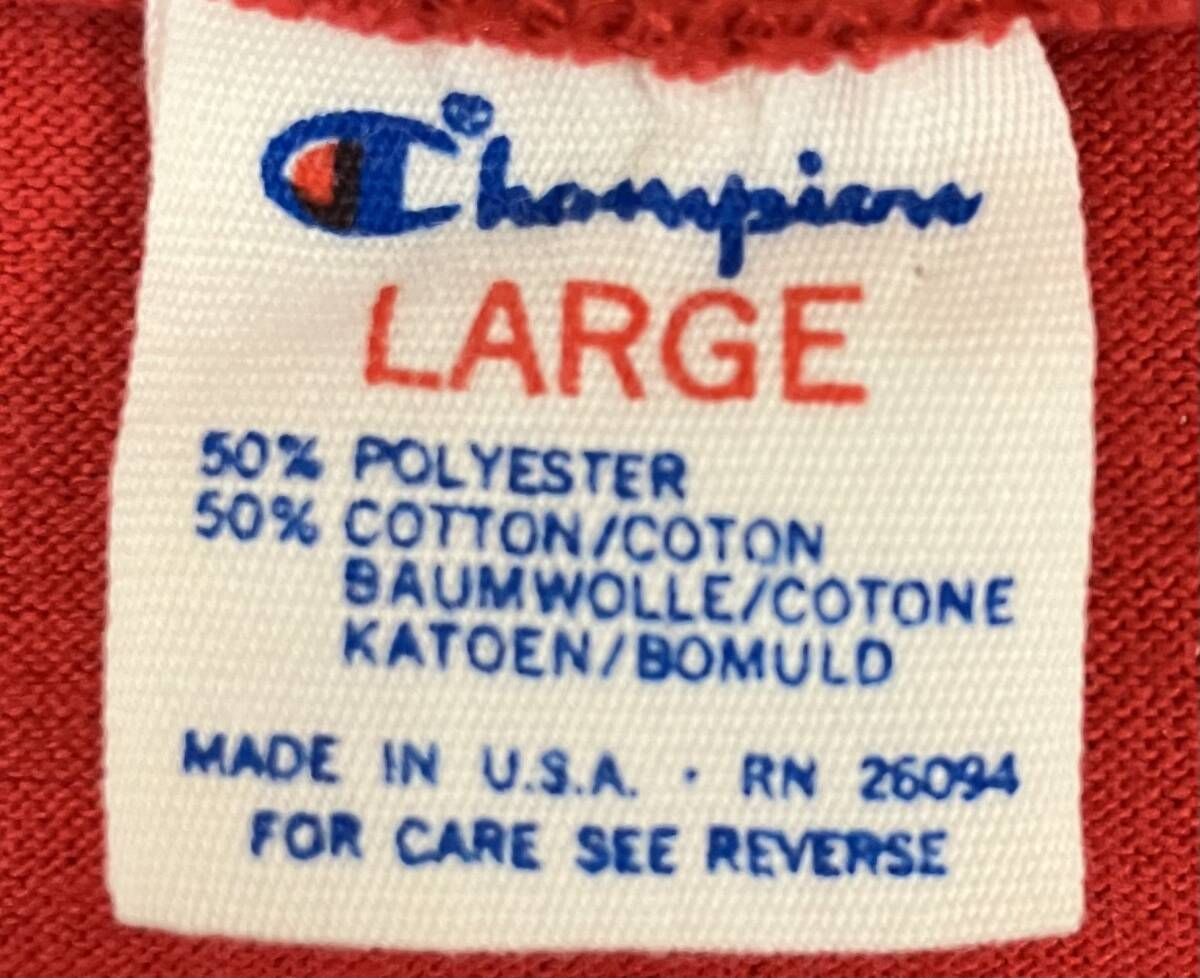 Champion
LARGE
50% POLYESTER
50% COTTON/COTON
BAUMWOLLE/COTONE
KATOEN/BOMULD
MADE IN U.S.A. · RN 26094
FOR CARE SEE REVERSE